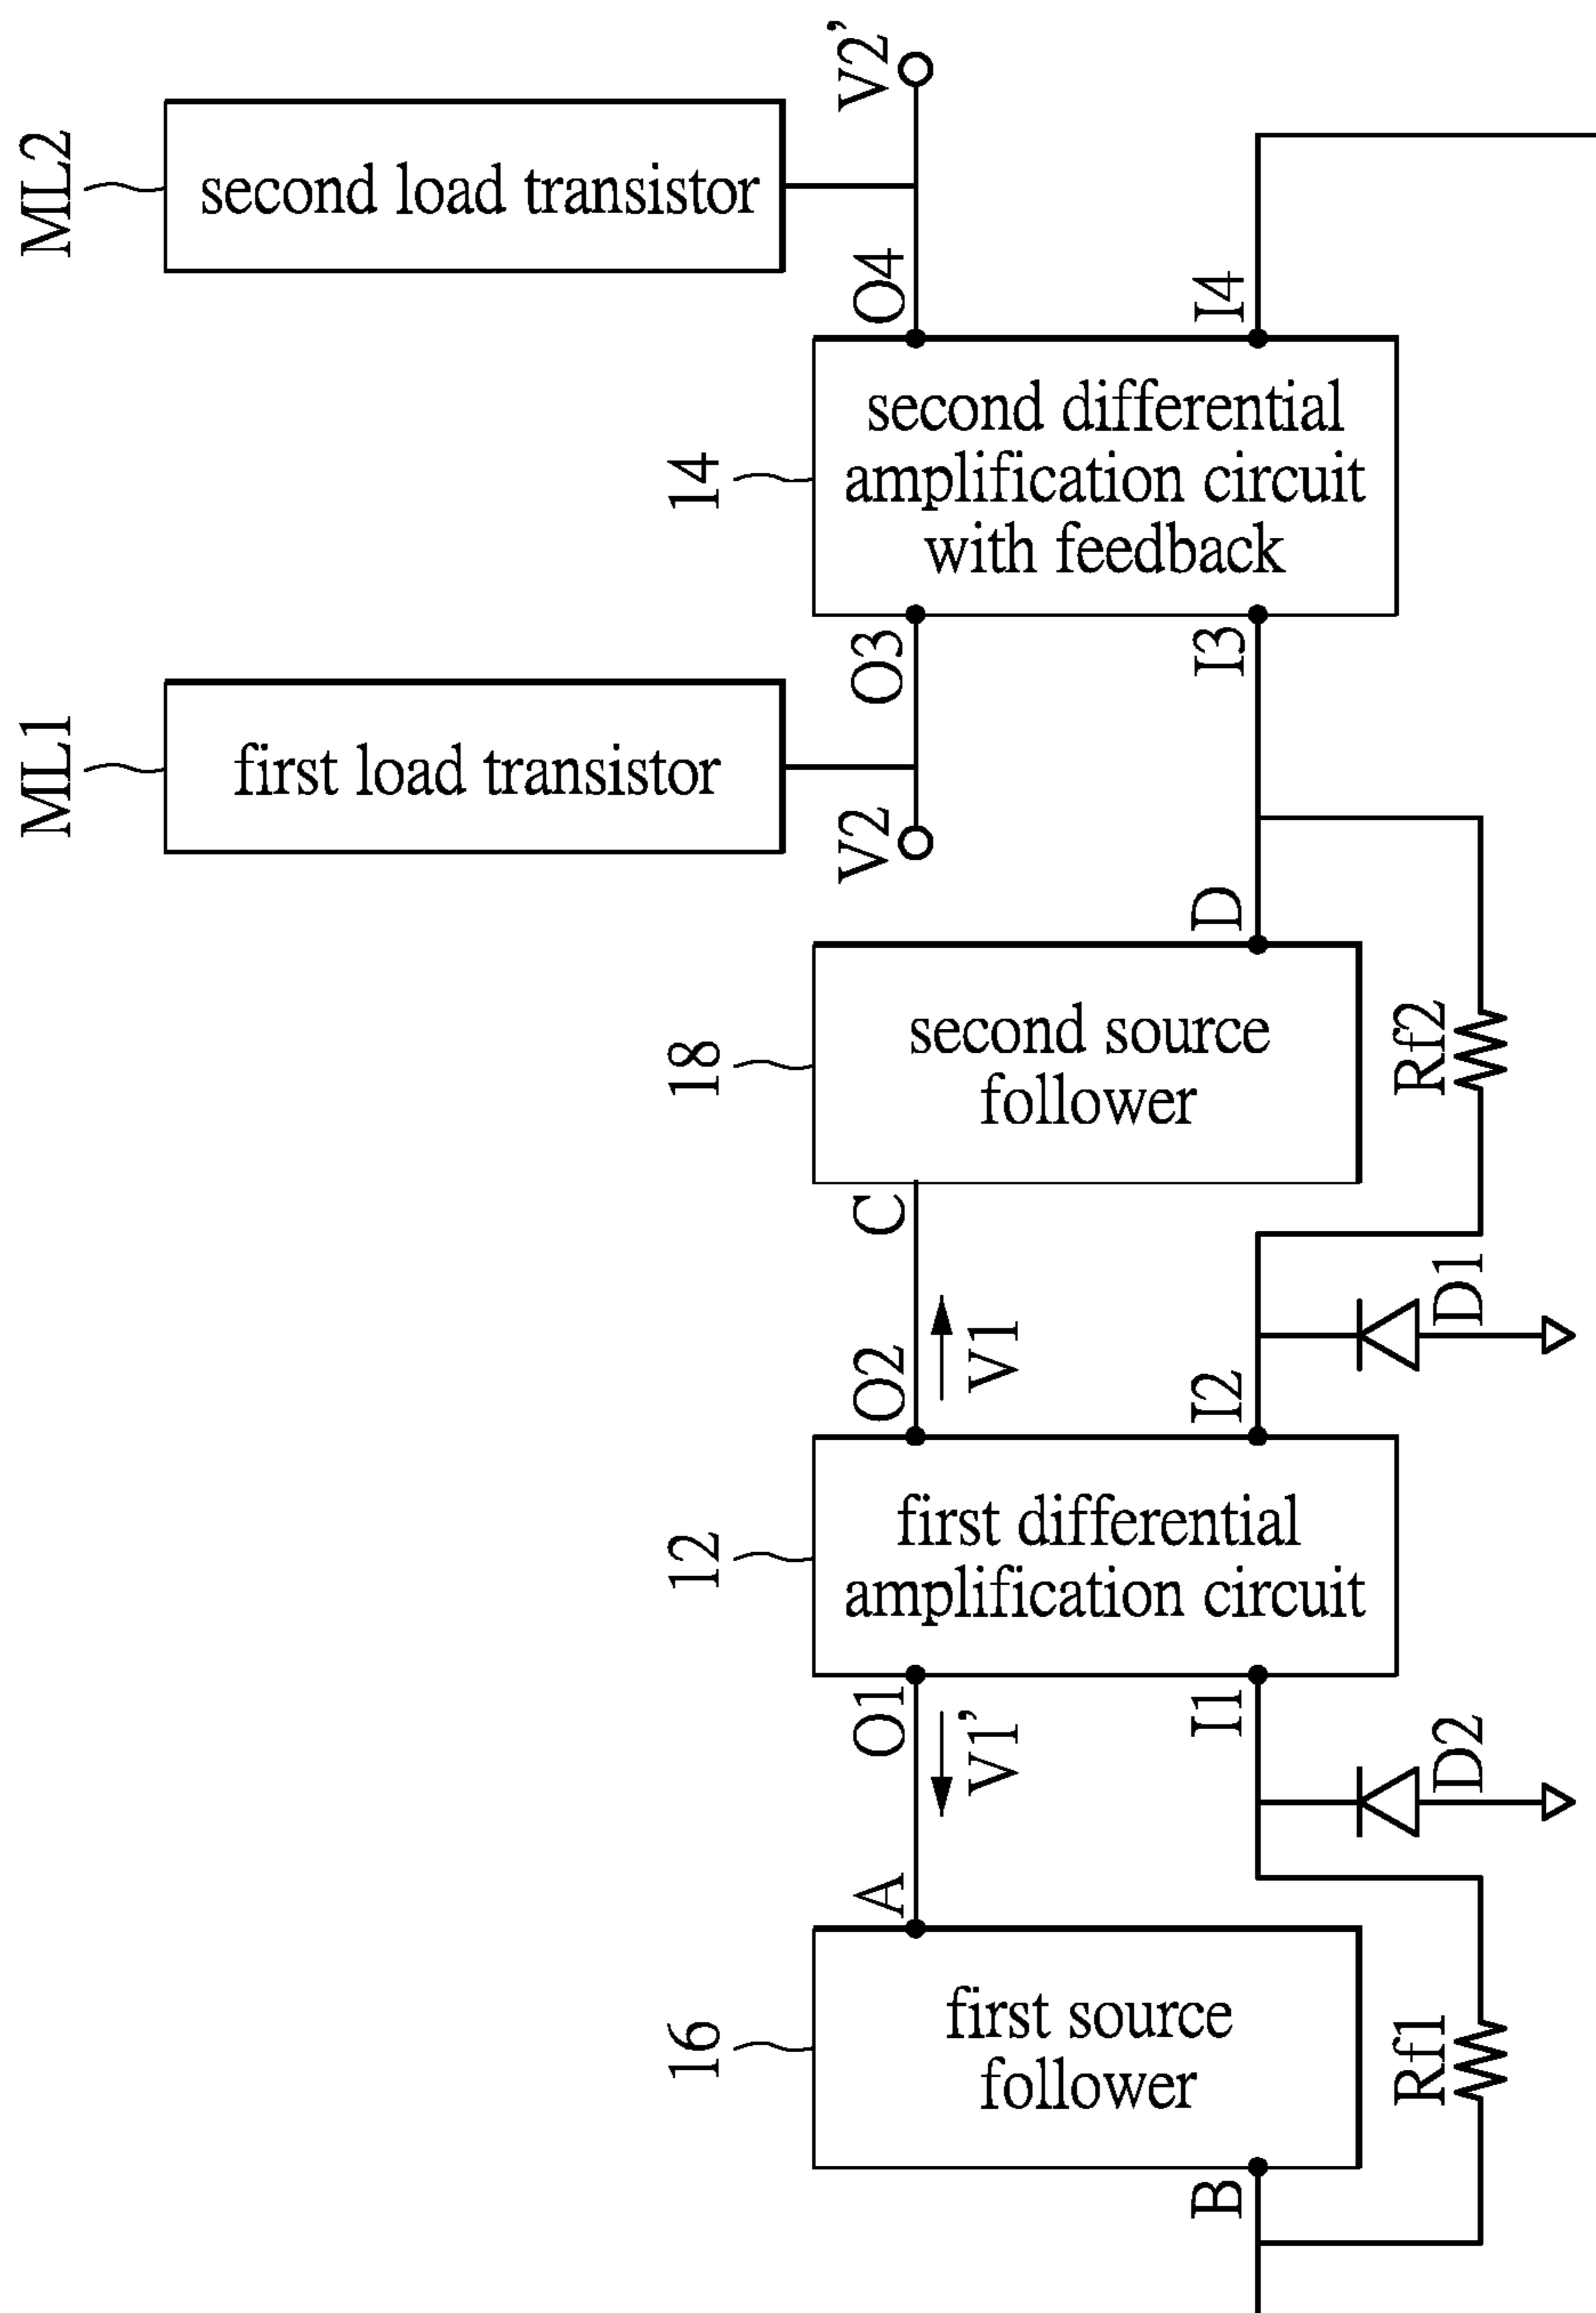 ML2
second load transistor
V2’
O4
I4
14
second differential
amplification circuit
with feedback
ML1
first load transistor
O3
I3
V2
D
18
second source
follower
Rf2
C
O2
V1
I2
D1
12
first differential
amplification circuit
O1
V1’
I1
D2
A
16
first source
follower
Rf1
B